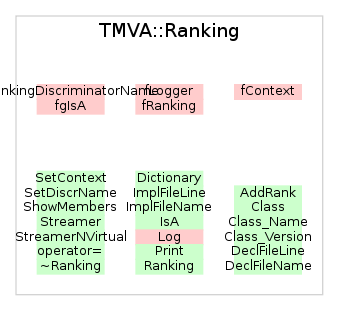 TMVA::Ranking
nkingDiscriminatorName
fgIsA
fLogger
fRanking
fContext
SetContext
SetDiscrName
ShowMembers
Streamer
StreamerNVirtual
operator=
~Ranking
Dictionary
ImplFileLine
ImplFileName
IsA
Log
Print
Ranking
AddRank
Class
Class_Name
Class_Version
DeclFileLine
DeclFileName